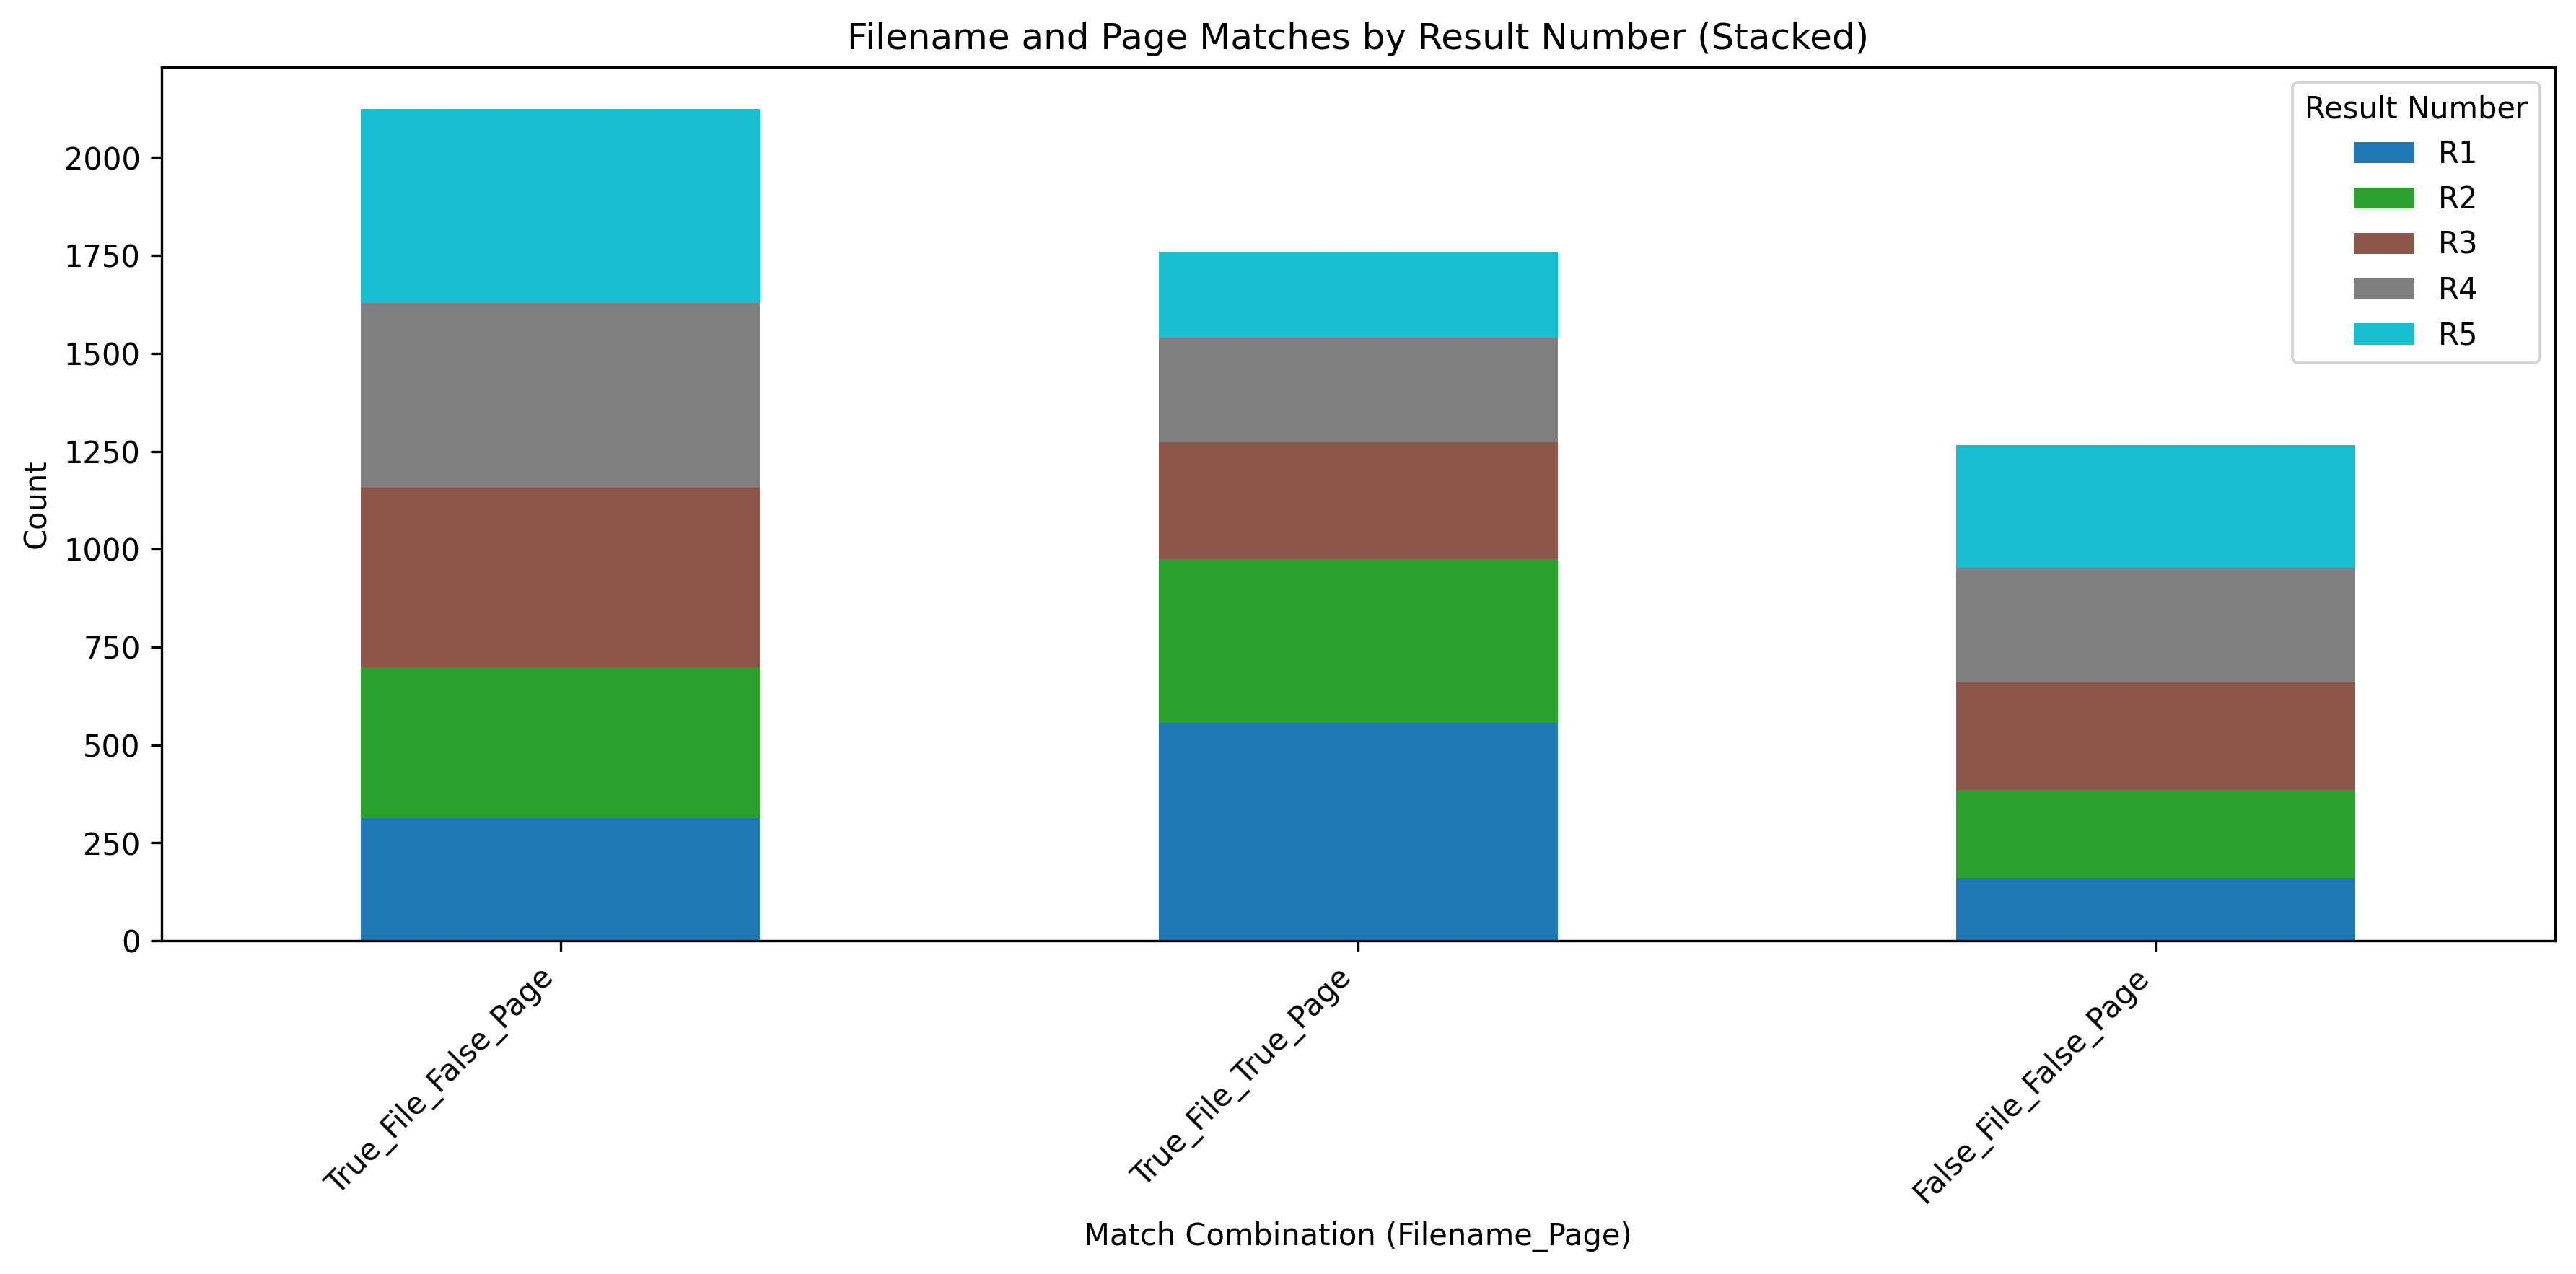 Filename and Page Matches by Result Number (Stacked)
Result Number
R1
R2
R3
R4
R5
Count
2000
1750
1500
1250
1000
750
500
250
0
True_File_False_Page
True_File_True_Page
False_File_False_Page
Match Combination (Filename_Page)